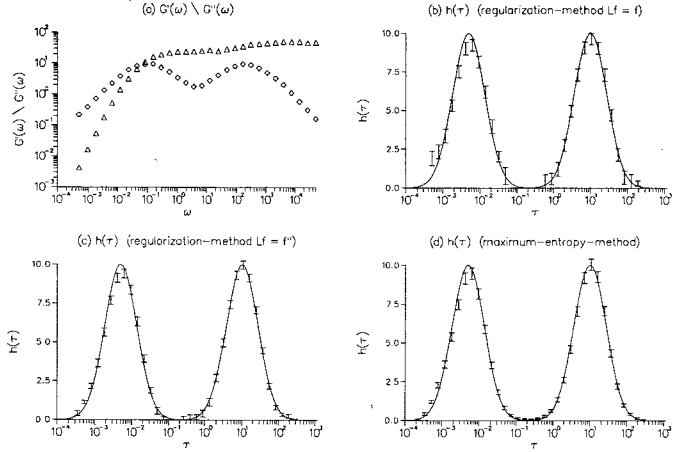 (a) G'(ω) \ G''(ω)
G'(ω) \ G''(ω)
10³
10²
10¹
10⁰
10⁻¹
10⁻²
10⁻³
10⁻⁴ 10⁻³ 10⁻² 10⁻¹ 10⁰ 10¹ 10² 10³ 10⁴
ω
(b) h(τ) (regularization-method Lf = f)
h(τ)
10.0
7.5
5.0
2.5
0.0
10⁻⁴ 10⁻³ 10⁻² 10⁻¹ 10⁰ 10¹ 10² 10³
τ
(c) h(τ) (regularization-method Lf = f'')
h(τ)
10.0
7.5
5.0
2.5
0.0
10⁻⁴ 10⁻³ 10⁻² 10⁻¹ 10⁰ 10¹ 10² 10³
τ
(d) h(τ) (maximum-entropy-method)
h(τ)
10.0
7.5
5.0
2.5
0.0
10⁻⁴ 10⁻³ 10⁻² 10⁻¹ 10⁰ 10¹ 10² 10³
τ